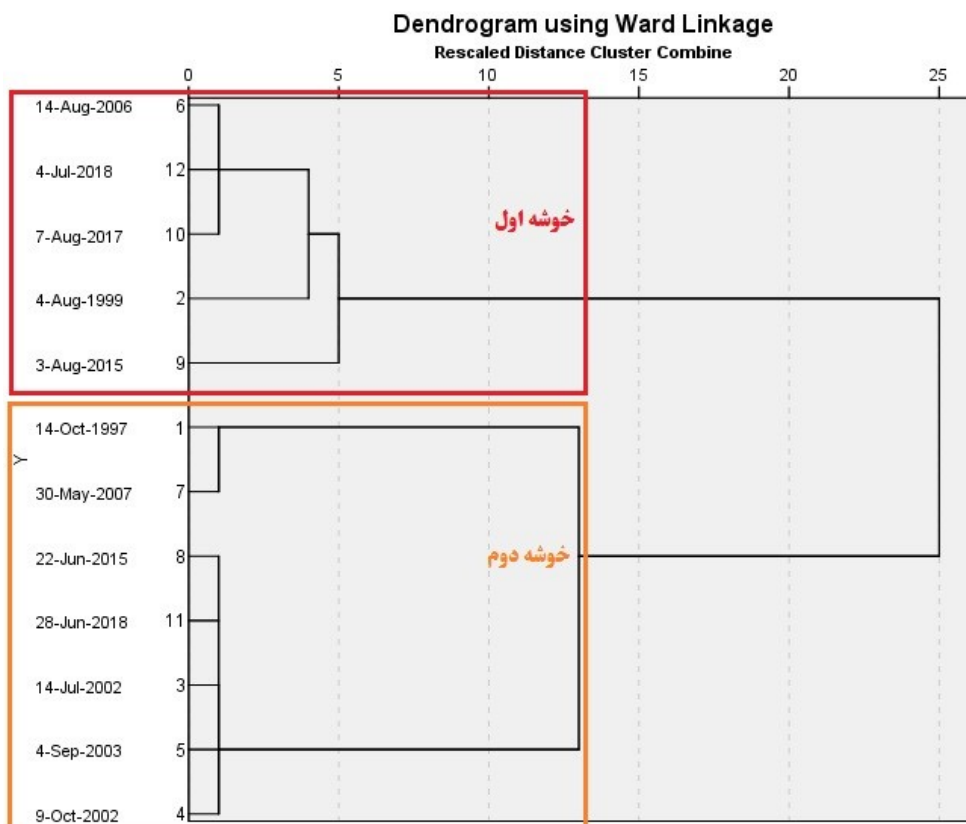 Dendrogram using Ward Linkage
Rescaled Distance Cluster Combine
0 5 10 15 20 25
14-Aug-2006 6
4-Jul-2018 12
خوشه اول
7-Aug-2017 10
4-Aug-1999 2
3-Aug-2015 9
14-Oct-1997 1
Y
30-May-2007 7
22-Jun-2015 8
خوشه دوم
28-Jun-2018 11
14-Jul-2002 3
4-Sep-2003 5
9-Oct-2002 4